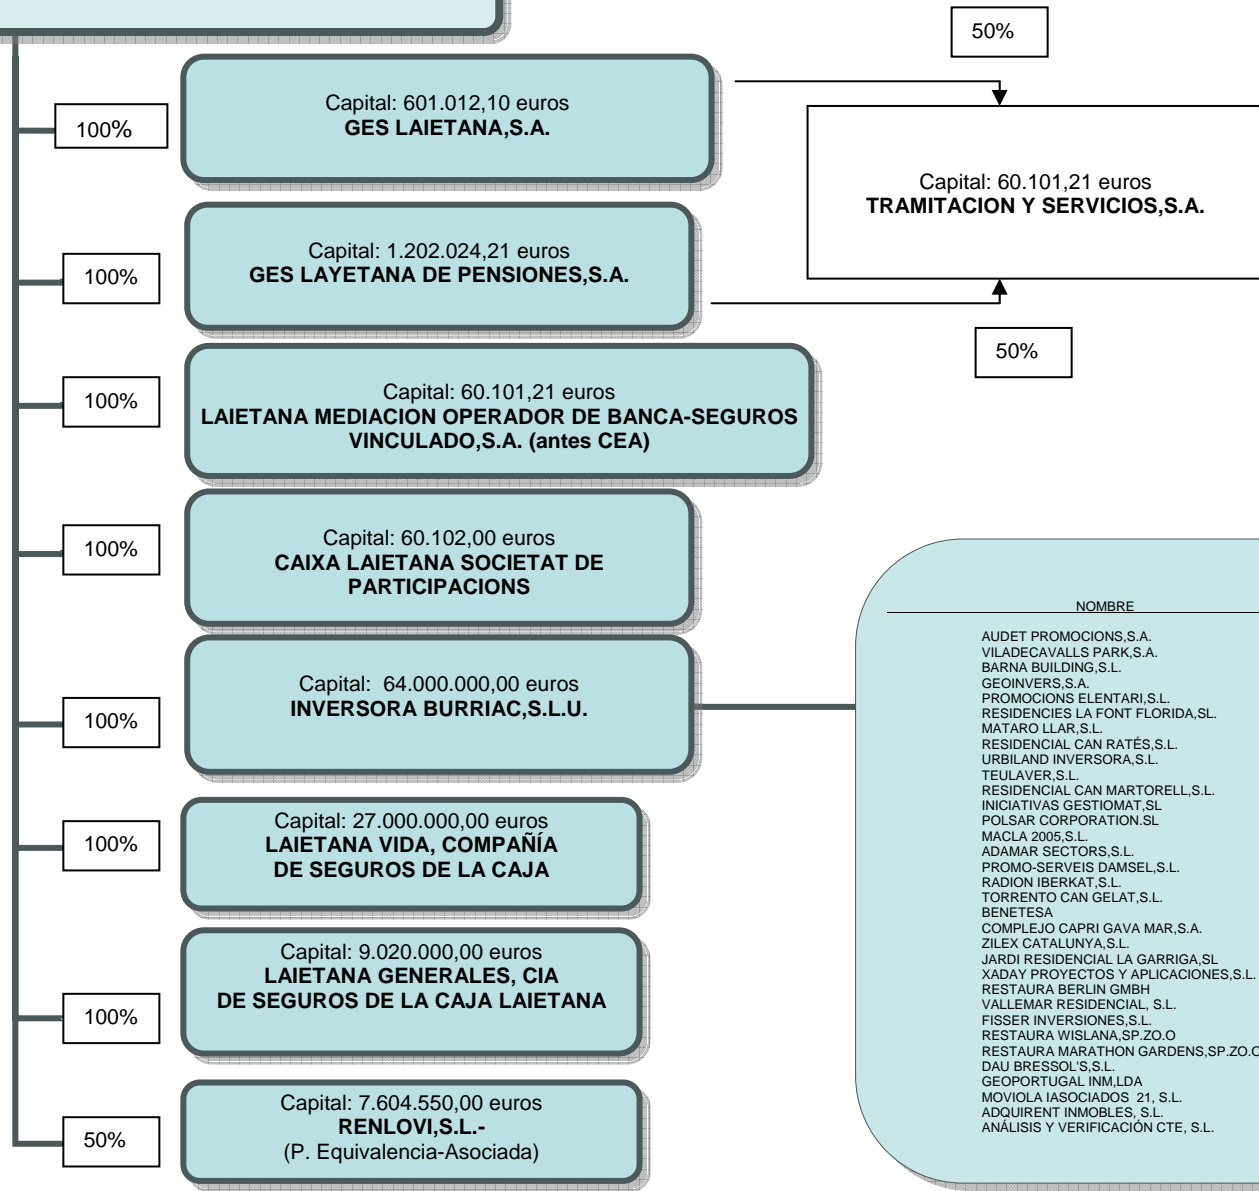 50%
100%
Capital: 601.012,10 euros
GES LAIETANA,S.A.
Capital: 60.101,21 euros
TRAMITACION Y SERVICIOS,S.A.
100%
Capital: 1.202.024,21 euros
GES LAYETANA DE PENSIONES,S.A.
50%
100%
Capital: 60.101,21 euros
LAIETANA MEDIACION OPERADOR DE BANCA-SEGUROS
VINCULADO,S.A. (antes CEA)
100%
Capital: 60.102,00 euros
CAIXA LAIETANA SOCIETAT DE
PARTICIPACIONS
100%
Capital: 64.000.000,00 euros
INVERSORA BURRIAC,S.L.U.
100%
Capital: 27.000.000,00 euros
LAIETANA VIDA, COMPAÑÍA
DE SEGUROS DE LA CAJA
100%
Capital: 9.020.000,00 euros
LAIETANA GENERALES, CIA
DE SEGUROS DE LA CAJA LAIETANA
50%
Capital: 7.604.550,00 euros
RENLOVI,S.L.-
(P. Equivalencia-Asociada)
NOMBRE
AUDET PROMOCIONS,S.A.
VILADECAVALLS PARK,S.A.
BARNA BUILDING,S.L.
GEOINVERS,S.A.
PROMOCIONS ELENTARI,S.L.
RESIDENCIES LA FONT FLORIDA,SL.
MATARO LLAR,S.L.
RESIDENCIAL CAN RATÉS,S.L.
URBILAND INVERSORA,S.L.
TEULAVER,S.L.
RESIDENCIAL CAN MARTORELL,S.L.
INICIATIVAS GESTIOMAT,SL
POLSAR CORPORATION.SL
MACLA 2005,S.L.
ADAMAR SECTORS,S.L.
PROMO-SERVEIS DAMSEL,S.L.
RADION IBERKAT,S.L.
TORRENTO CAN GELAT,S.L.
BENETESA
COMPLEJO CAPRI GAVA MAR,S.A.
ZILEX CATALUNYA,S.L.
JARDI RESIDENCIAL LA GARRIGA,SL
XADAY PROYECTOS Y APLICACIONES,S.L.
RESTAURA BERLIN GMBH
VALLEMAR RESIDENCIAL, S.L.
FISSER INVERSIONES,S.L.
RESTAURA WISLANA,SP.ZO.O
RESTAURA MARATHON GARDENS,SP.ZO.O
DAU BRESSOL'S,S.L.
GEOPORTUGAL INM,LDA
MOVIOLA IASOCIADOS 21, S.L.
ADQUIRENT INMOBLES, S.L.
ANÁLISIS Y VERIFICACIÓN CTE, S.L.